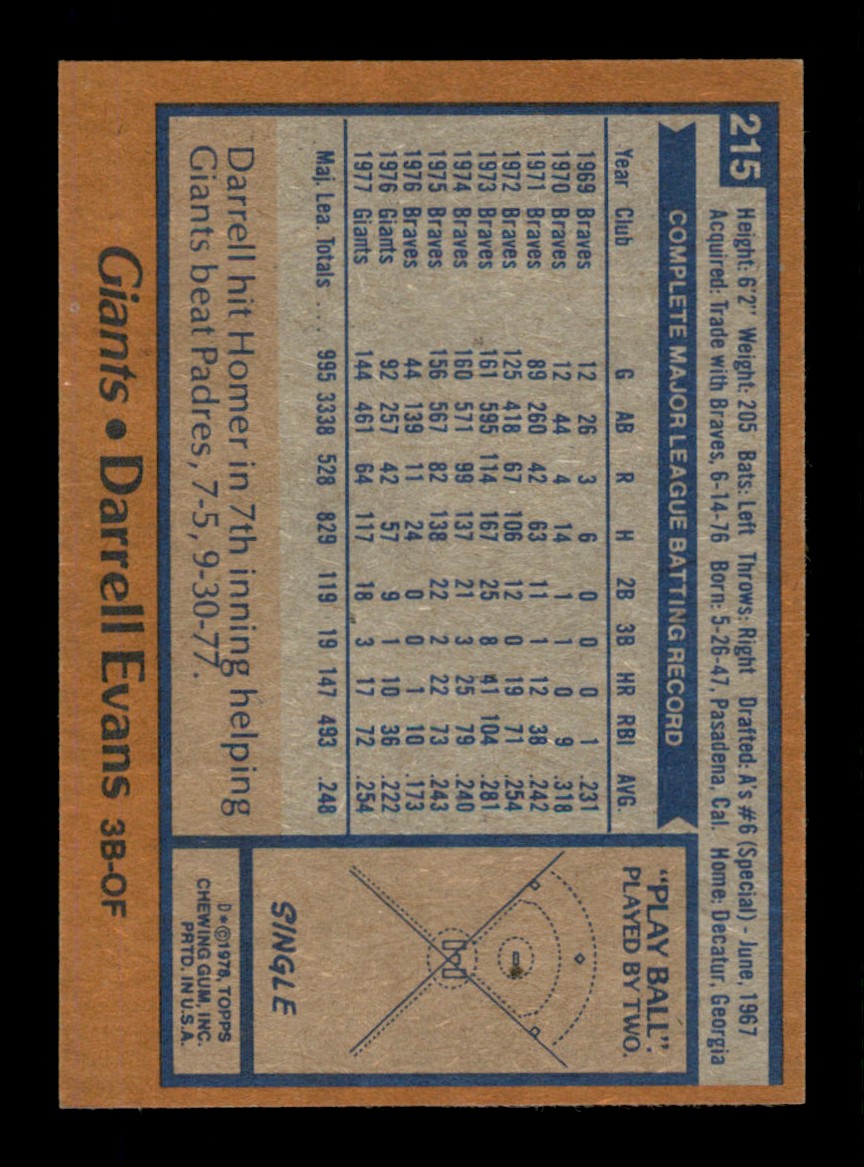 215
Height: 6'2" Weight: 205 Bats: Left Throws: Right Drafted: A's #6 (Special) - June, 1967
Acquired: Trade with Braves, 6-14-76 Born: 5-26-47, Pasadena, Cal. Home: Decatur, Georgia
COMPLETE MAJOR LEAGUE BATTING RECORD
Year Club G AB R H 2B 3B HR RBI AVG.
1969 Braves 12 26 3 6 0 0 0 1 .231
1970 Braves 12 44 4 14 1 1 0 9 .318
1971 Braves 89 260 42 63 11 1 12 38 .242
1972 Braves 125 418 67 106 12 0 19 71 .254
1973 Braves 161 595 114 167 25 8 41 104 .281
1974 Braves 160 571 99 137 21 3 25 79 .240
1975 Braves 156 567 82 138 22 2 22 73 .243
1976 Braves 44 139 11 24 0 0 1 10 .173
1976 Giants 92 257 42 57 9 1 10 36 .222
1977 Giants 144 461 64 117 18 3 17 72 .254
Maj. Lea. Totals ... 995 3338 528 829 119 19 147 493 .248
Darrell hit Homer in 7th inning helping
Giants beat Padres, 7-5, 9-30-77.
"PLAY BALL".
PLAYED BY TWO.
SINGLE
D*©1978, TOPPS
CHEWING GUM, INC.
PRTD. IN U.S.A.
Giants • Darrell Evans 3B-OF